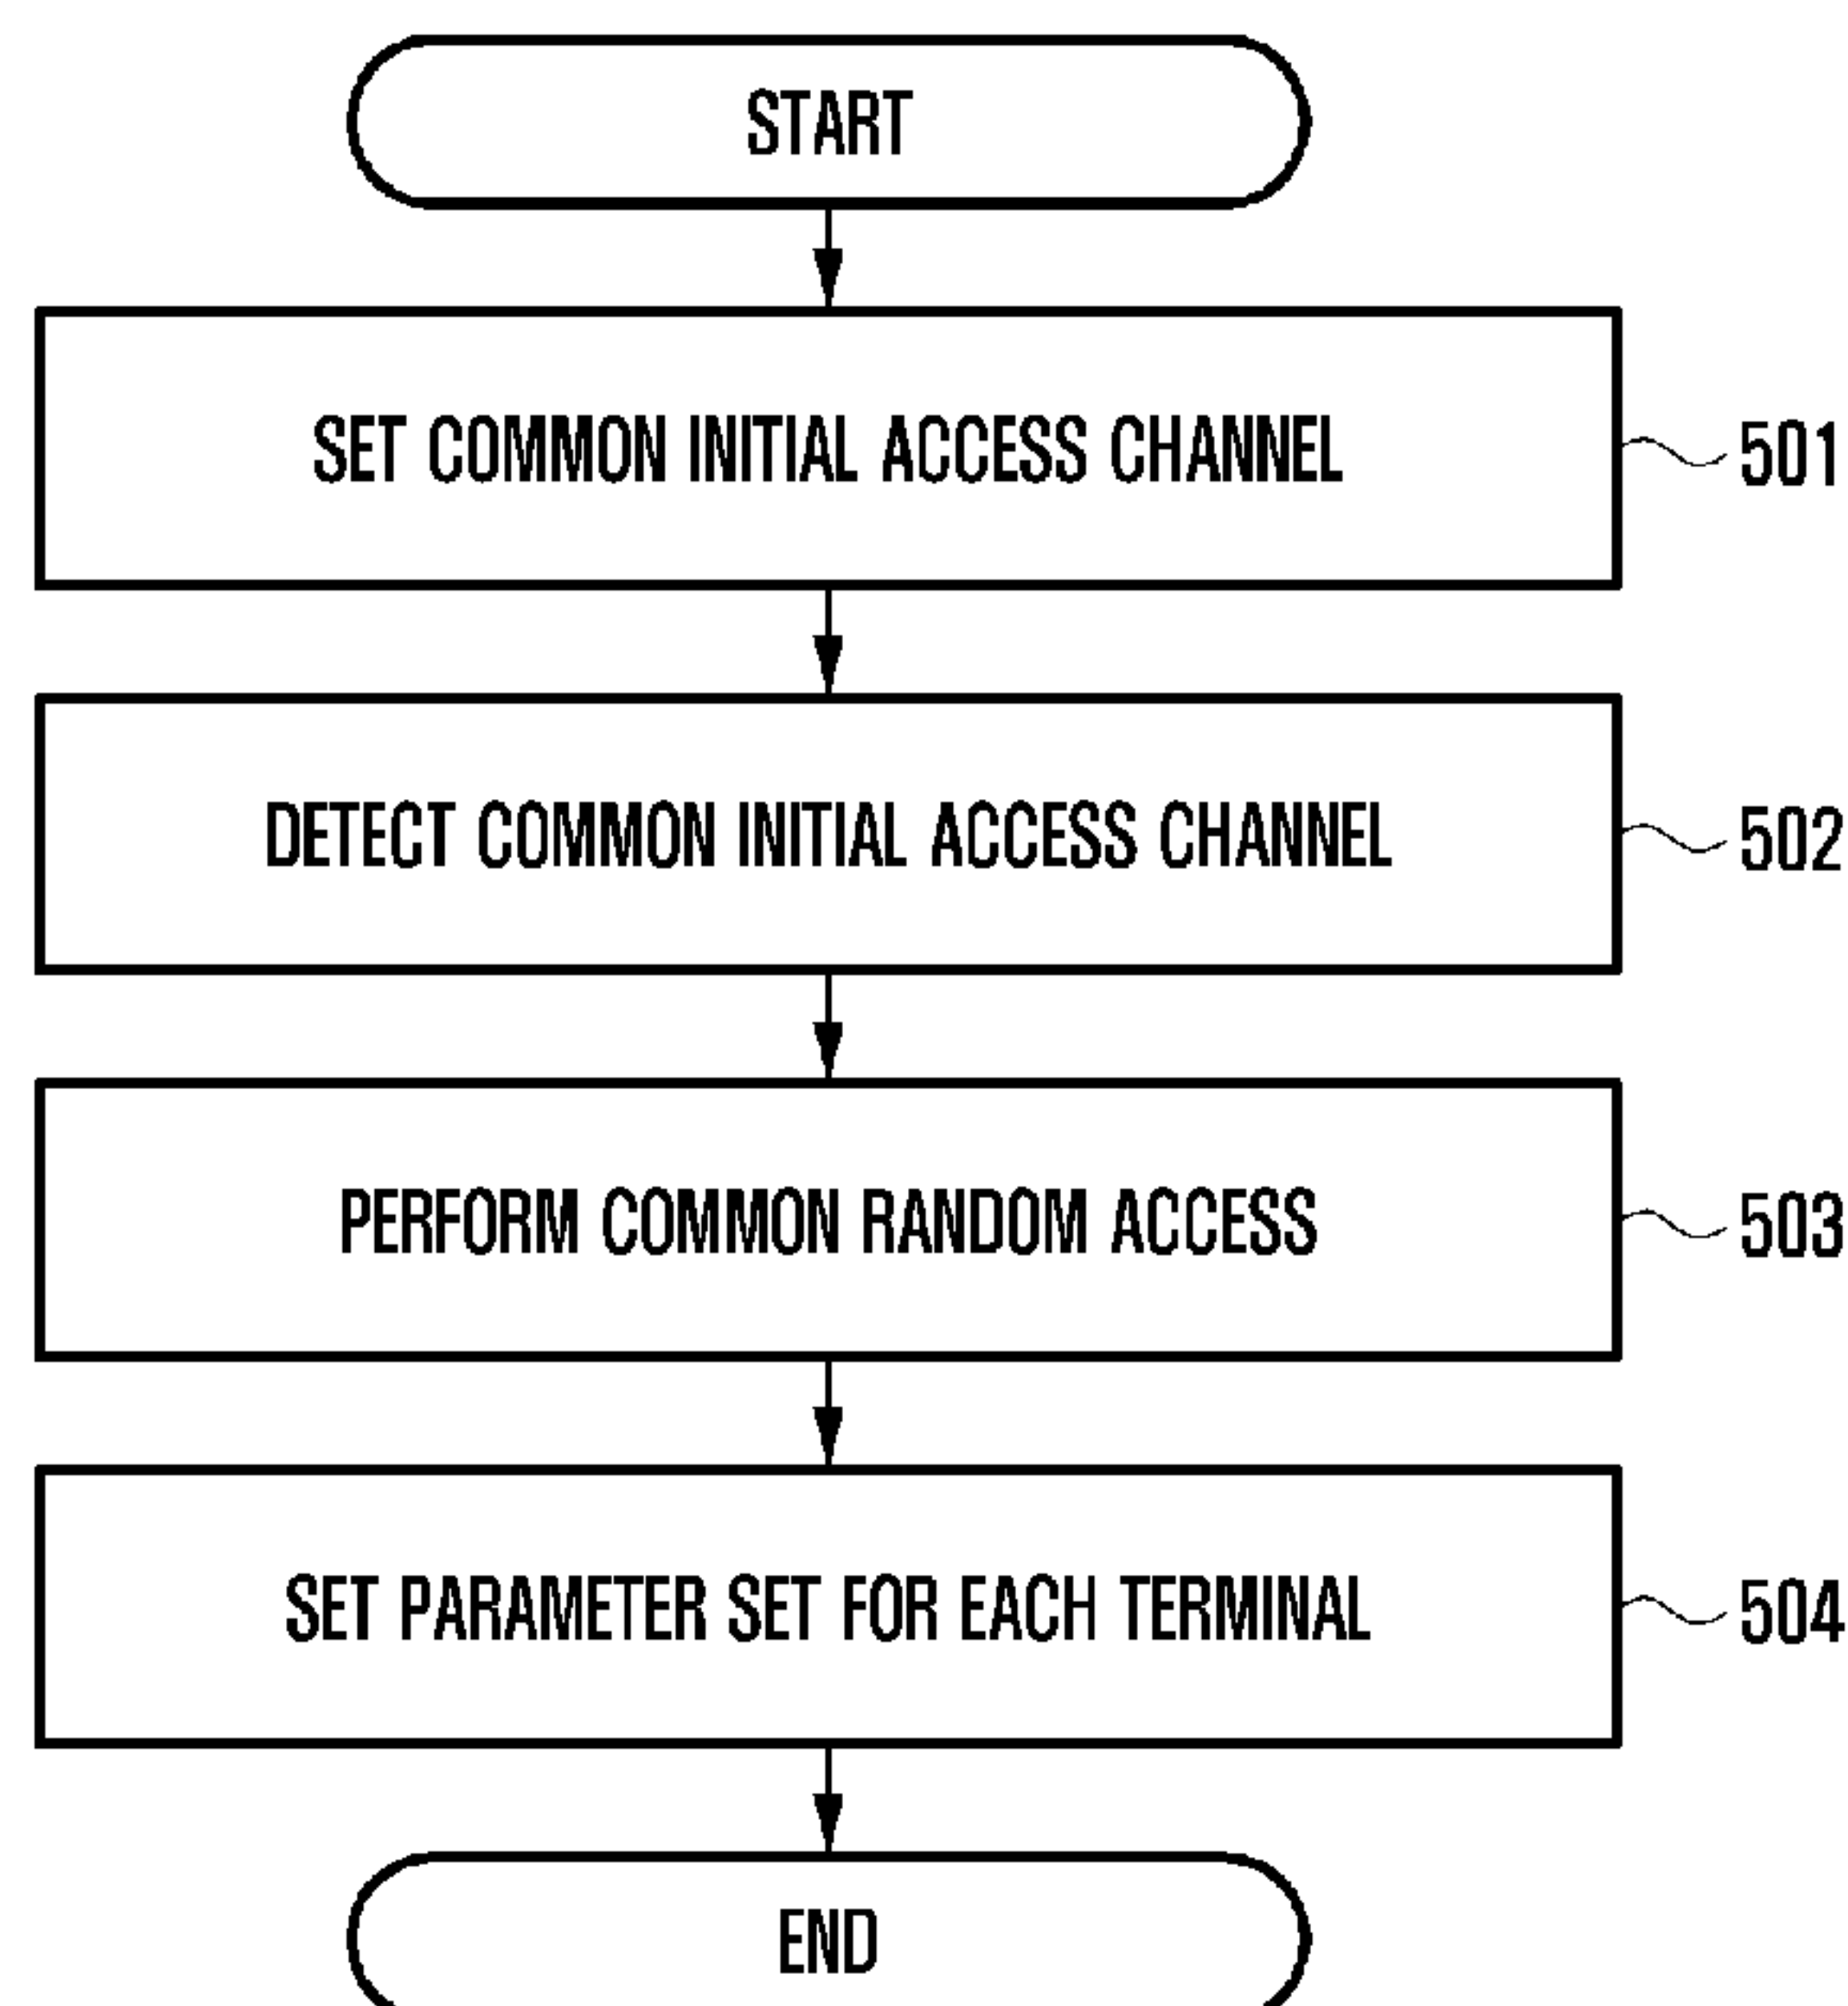 START
SET COMMON INITIAL ACCESS CHANNEL
501
DETECT COMMON INITIAL ACCESS CHANNEL
502
PERFORM COMMON RANDOM ACCESS
503
SET PARAMETER SET FOR EACH TERMINAL
504
END